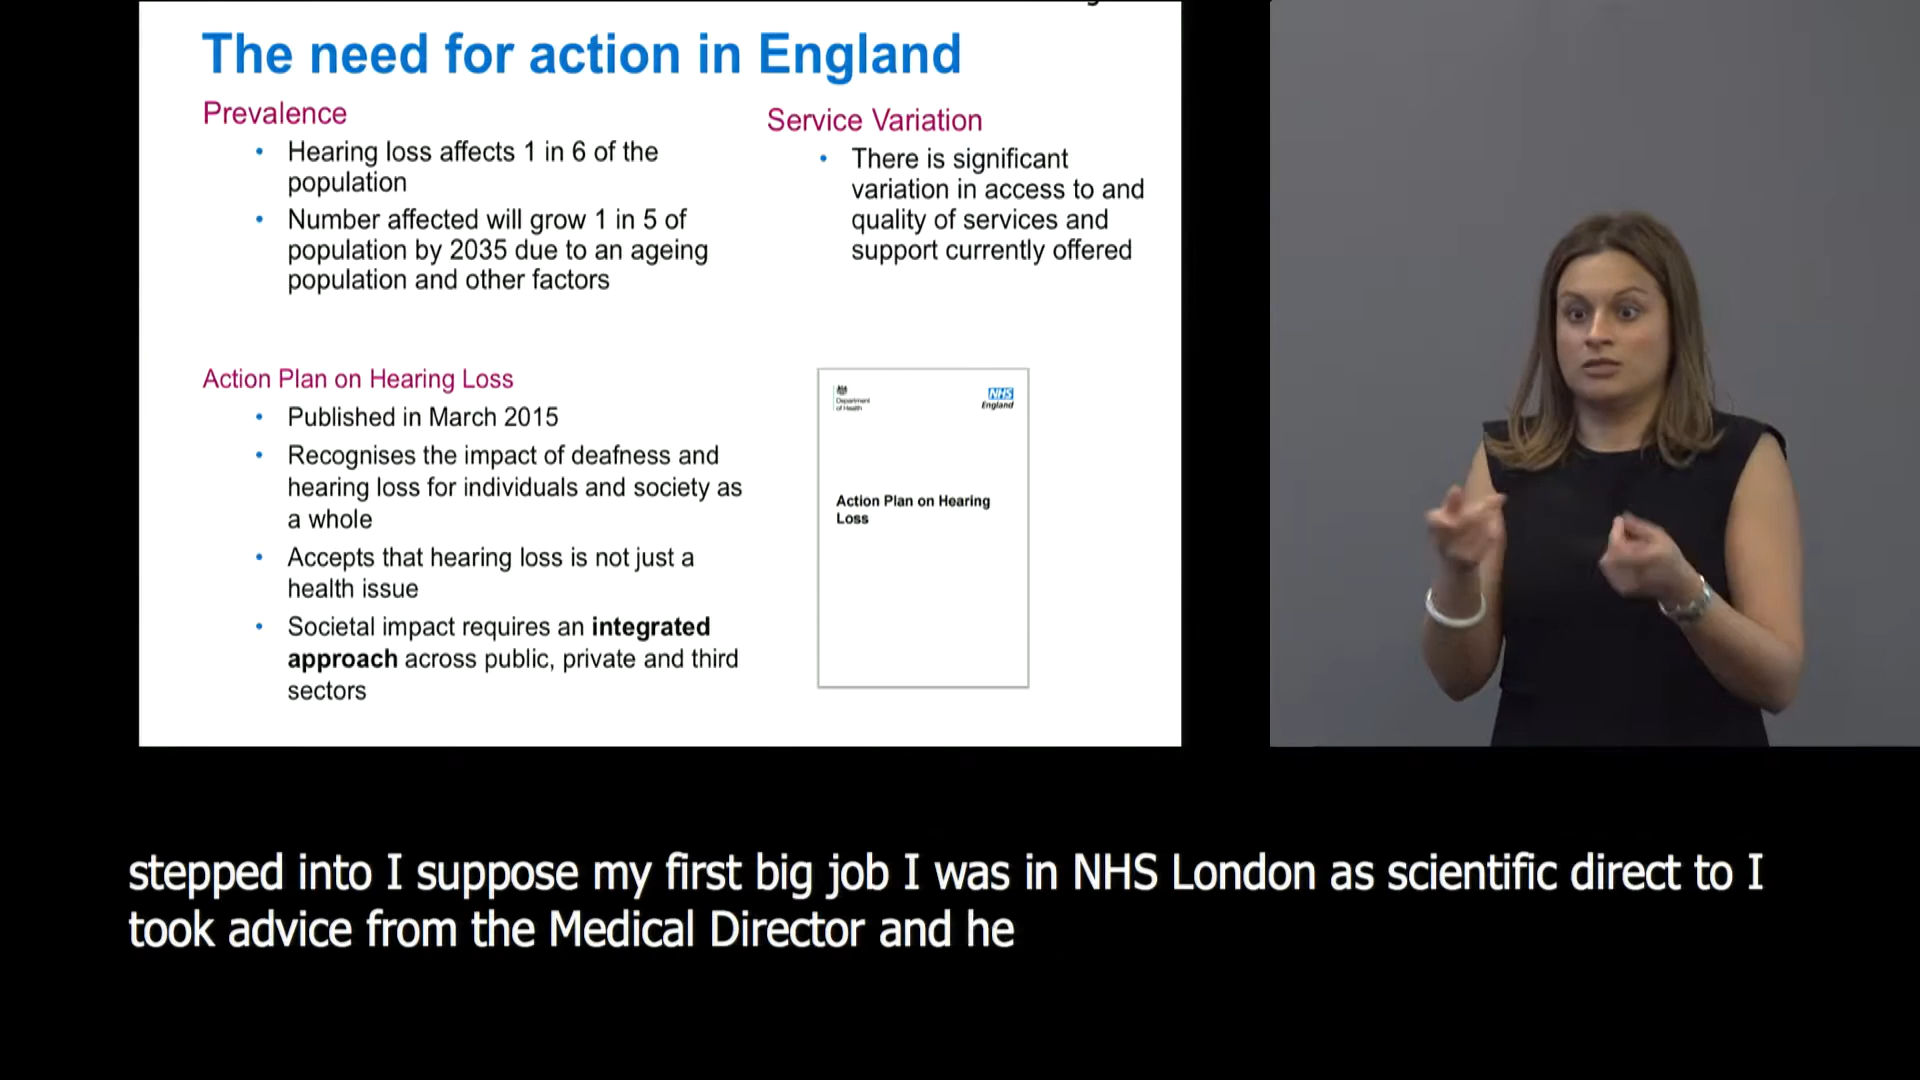 The need for action in England
Prevalence
• Hearing loss affects 1 in 6 of the
population
• Number affected will grow 1 in 5 of
population by 2035 due to an ageing
population and other factors
Service Variation
• There is significant
variation in access to and
quality of services and
support currently offered
Action Plan on Hearing Loss
• Published in March 2015
• Recognises the impact of deafness and
hearing loss for individuals and society as
a whole
• Accepts that hearing loss is not just a
health issue
• Societal impact requires an integrated
approach across public, private and third
sectors
Department
of Health
NHS
England
Action Plan on Hearing
Loss
stepped into I suppose my first big job I was in NHS London as scientific direct to I
took advice from the Medical Director and he